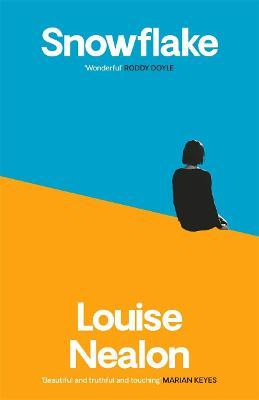 Snowflake
'Wonderful' RODDY DOYLE
Louise
Nealon
'Beautiful and truthful and touching' MARIAN KEYES